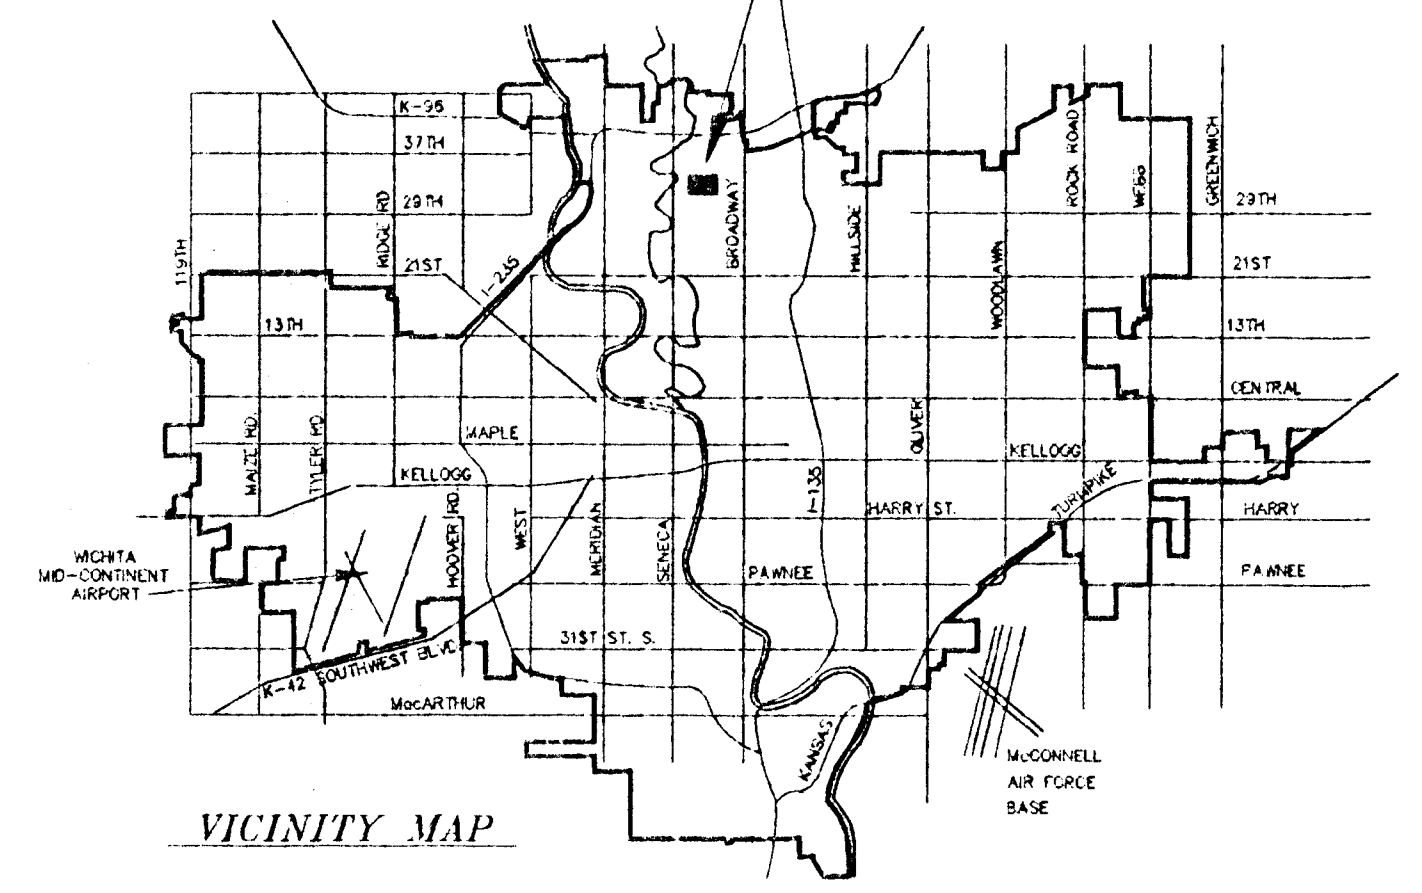 K-96
37TH
ROCK ROAD
GREENWICH
WEBB
RIDGE RD
29TH
BROADWAY
HILLSIDE
29TH
119TH
21ST
I-235
WOODLAWN
21ST
13TH
13TH
CENTRAL
MAIZE RD.
TYLER RD
MAPLE
OLIVER
KELLOGG
KELLOGG
I-135
TURNPIKE
HOOVER RD.
WEST
MERIDIAN
SENECA
HARRY ST.
HARRY
WICHITA
MID-CONTINENT
AIRPORT
PAWNEE
PAWNEE
31ST ST. S.
K-42 SOUTHWEST BLVD
MacARTHUR
KANSAS
McCONNELL
AIR FORCE
BASE
VICINITY MAP